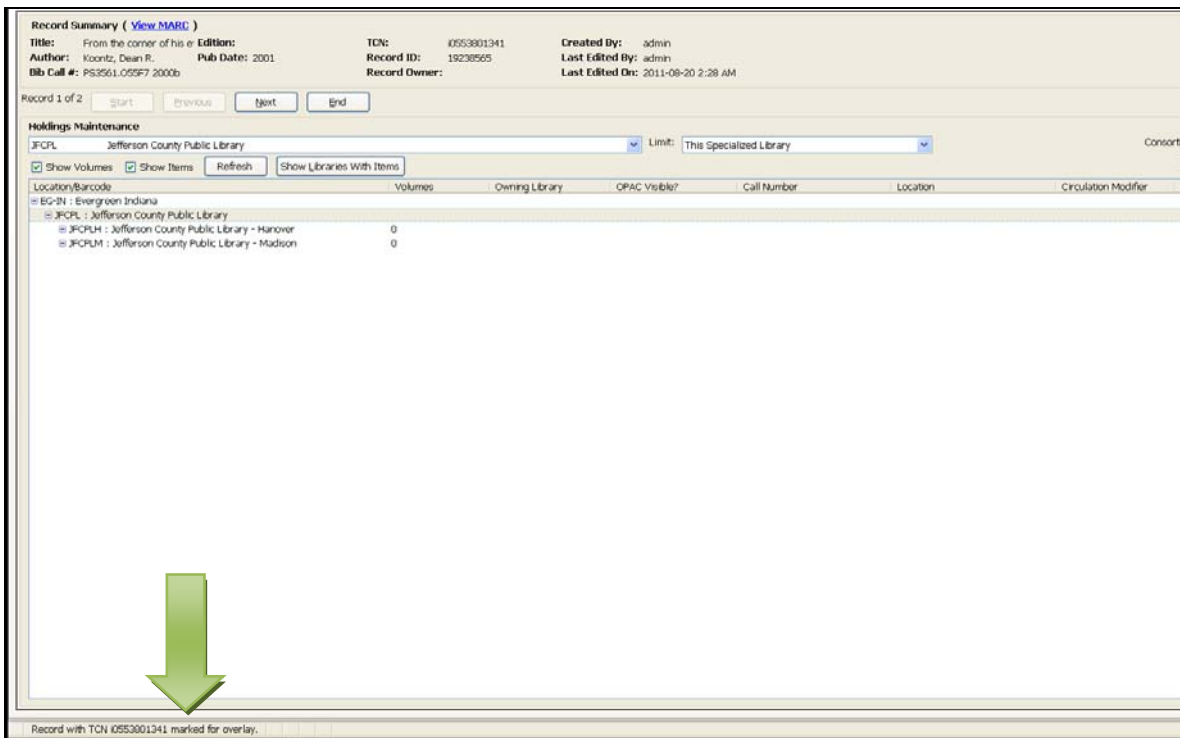 Record Summary ( View MARC )
Title: From the corner of his e Edition: TCN: i0553801341 Created By: admin
Author: Koontz, Dean R. Pub Date: 2001 Record ID: 19238565 Last Edited By: admin
Bib Call #: PS3561.O55F7 2000b Record Owner: Last Edited On: 2011-08-20 2:28 AM
Record 1 of 2 Start Previous Next End
Holdings Maintenance
JFCPL Jefferson County Public Library Limit: This Specialized Library Consort
Show Volumes Show Items Refresh Show Libraries With Items
Location/Barcode Volumes Owning Library OPAC Visible? Call Number Location Circulation Modifier
EG-IN : Evergreen Indiana
JFCPL : Jefferson County Public Library
JFCPLH : Jefferson County Public Library - Hanover 0
JFCPLM : Jefferson County Public Library - Madison 0
Record with TCN i0553801341 marked for overlay.